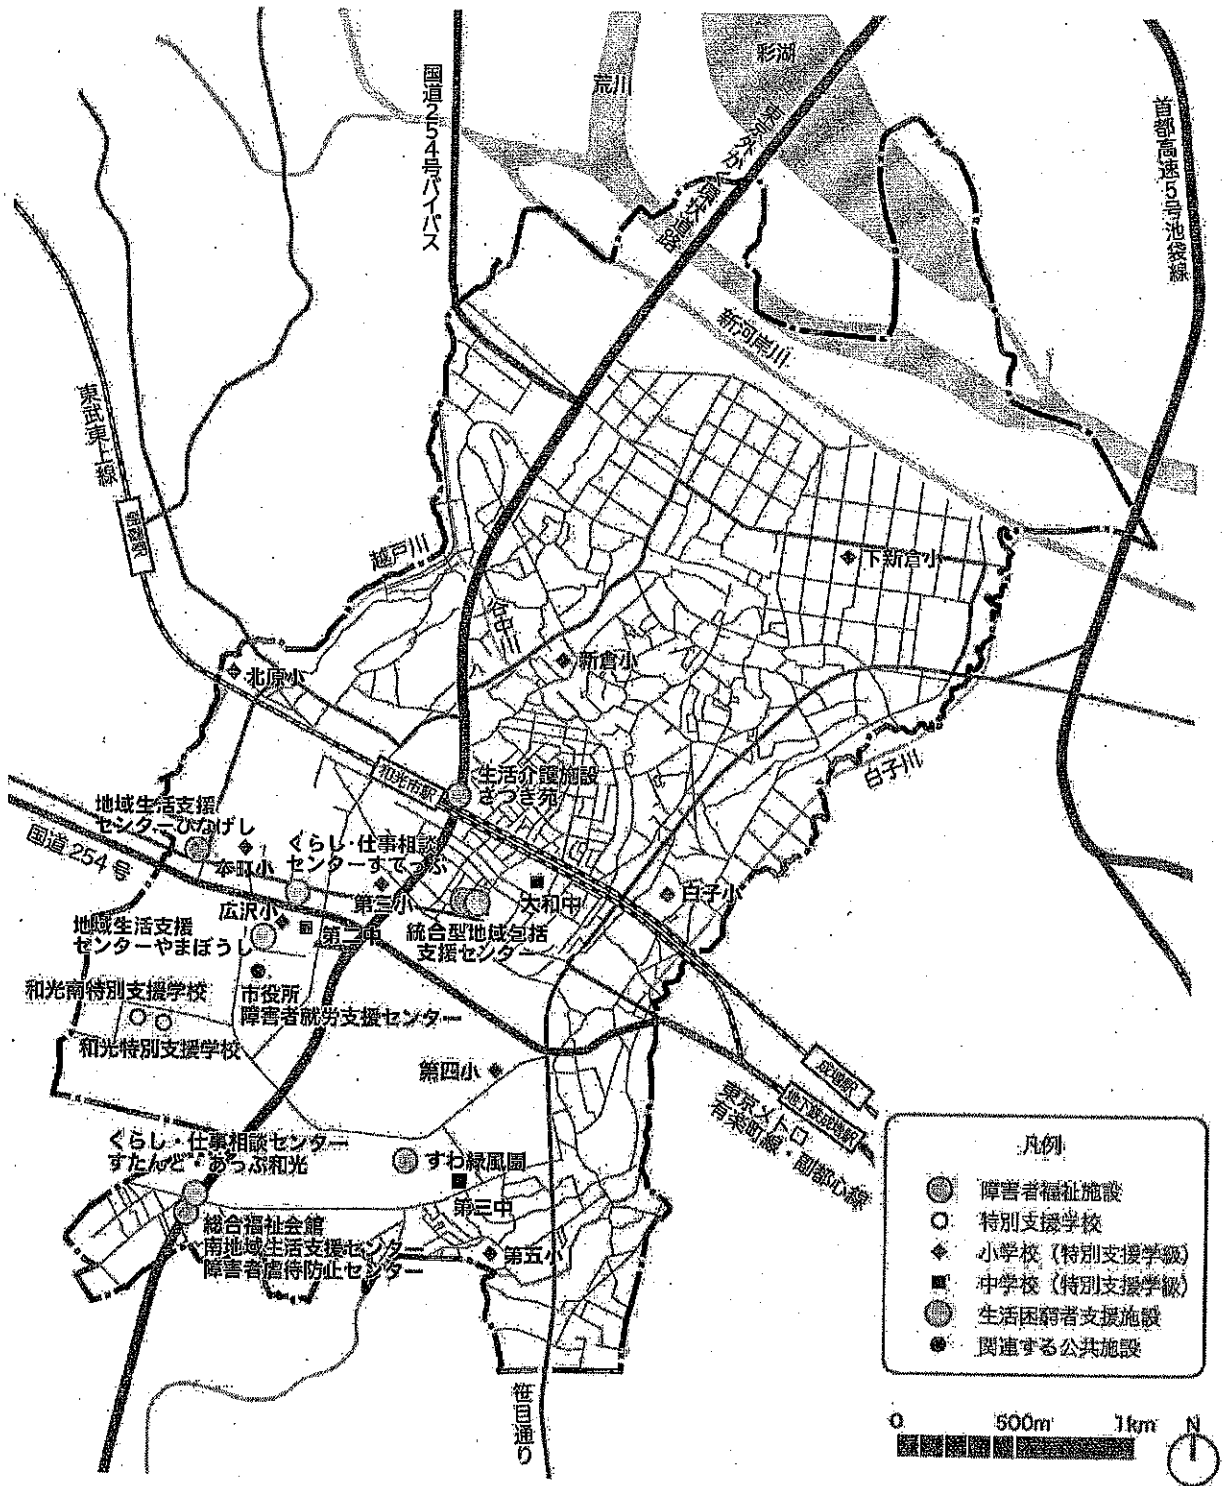 彩湖
荒川
国道254号バイパス
東京外かく環状道路
首都高速5号池袋線
新河岸川
東武東上線
越戸川
下新倉小
谷中川
新倉小
北原小
白子川
和光市駅
生活介護施設
さつき苑
地域生活支援
センターひなげし
国道254号
本町小
くらし・仕事相談
センターすてっぷ
第三小
大和中
白子小
広沢小
第二中
統合型地域包括
支援センター
地域生活支援
センターやまぼうし
和光南特別支援学校
市役所
障害者就労支援センター
和光特別支援学校
第四小
成増駅
地下鉄成増駅
東京メトロ
有楽町線・副都心線
くらし・仕事相談センター
すたんど・あっぷ和光
すわ緑風園
第三中
総合福祉会館
南地域生活支援センター
障害者虐待防止センター
第五小
笹目通り
凡例
障害者福祉施設
特別支援学校
小学校（特別支援学級）
中学校（特別支援学級）
生活困窮者支援施設
関連する公共施設
0 500m 1km N